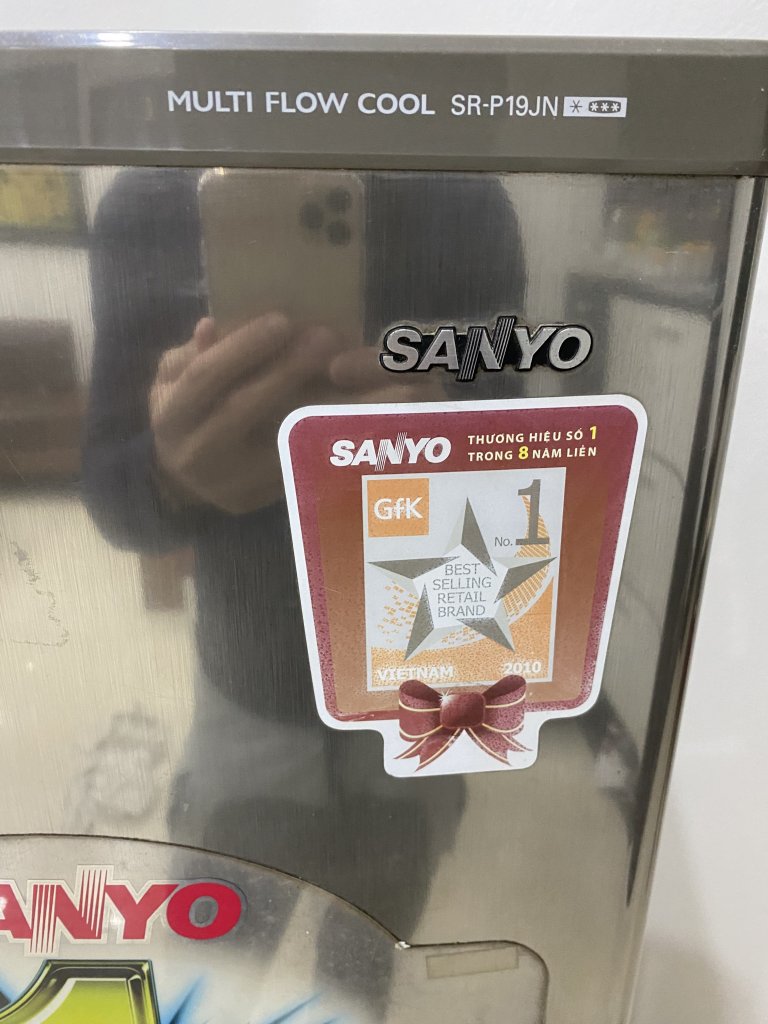 MULTI FLOW COOL SR-P19JN
SANYO
SANYO
THƯƠNG HIỆU SỐ 1
TRONG 8 NĂM LIỀN
GfK
No. 1
BEST
SELLING
RETAIL
BRAND
VIETNAM 2010
ANYO
1